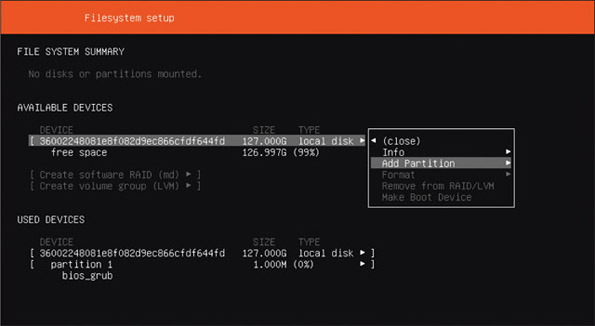 Filesystem setup
FILE SYSTEM SUMMARY
No disks or partitions mounted.
AVAILABLE DEVICES
DEVICE SIZE TYPE
[ 36002248081e8f082d9ec866cfdf644fd 127.000G local disk ►
free space 126.997G (99%)
[ Create software RAID (md) ► ]
[ Create volume group (LVM) ► ]
◄ (close)
Info ►
Add Partition ►
Format ►
Remove from RAID/LVM
Make Boot Device
USED DEVICES
DEVICE SIZE TYPE
[ 36002248081e8f082d9ec866cfdf644fd 127.000G local disk ► ]
[ partition 1 1.000M (0%) ► ]
bios_grub